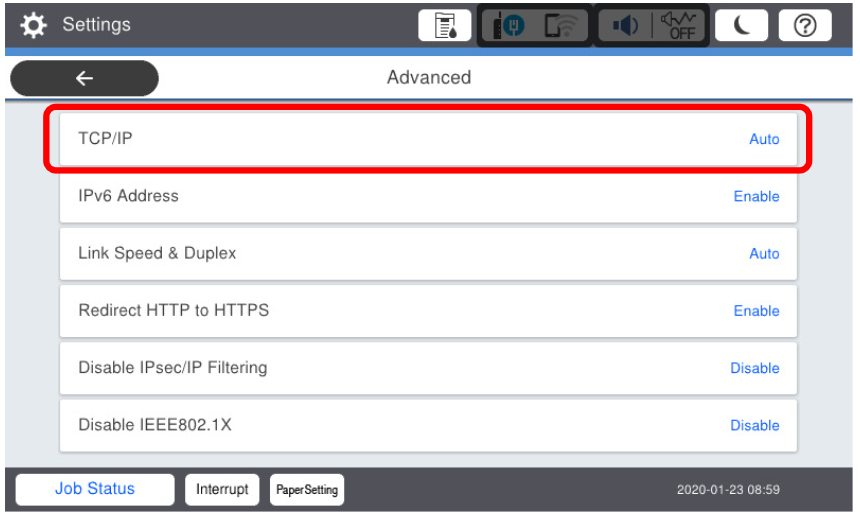 Settings
OFF
?
Advanced
TCP/IP Auto
IPv6 Address Enable
Link Speed & Duplex Auto
Redirect HTTP to HTTPS Enable
Disable IPsec/IP Filtering Disable
Disable IEEE802.1X Disable
Job Status Interrupt PaperSetting 2020-01-23 08:59